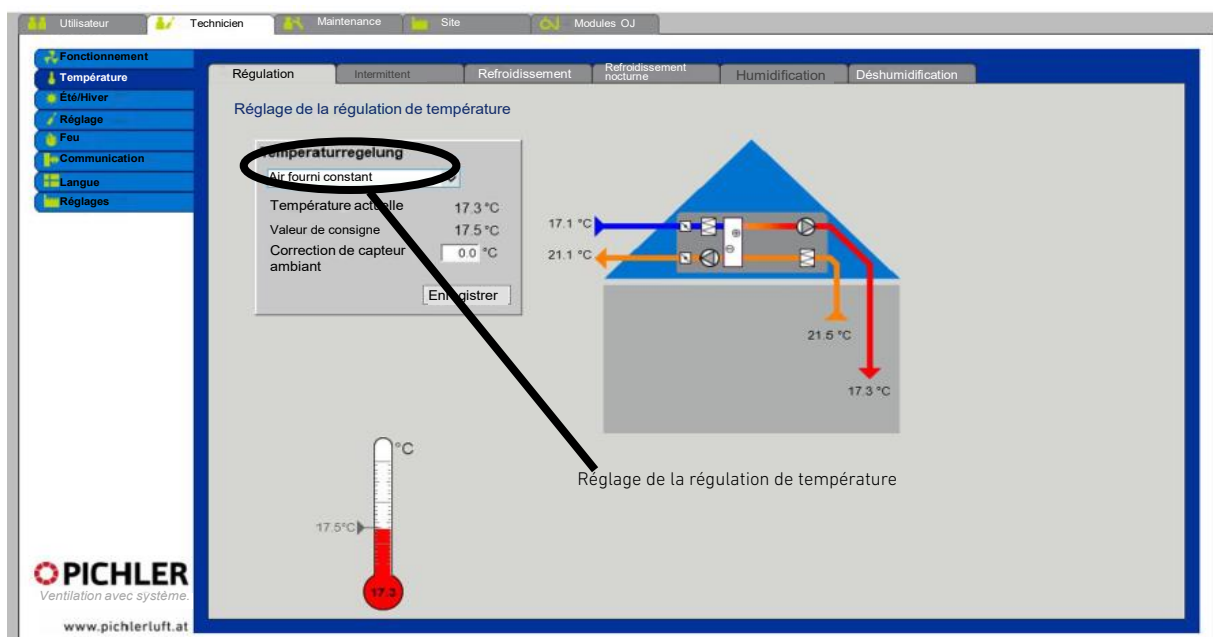 Utilisateur
Technicien
Maintenance
Site
Modules OJ
Fonctionnement
Température
Été/Hiver
Réglage
Feu
Communication
Langue
Réglages
Régulation
Intermittent
Refroidissement
Refroidissement
nocturne
Humidification
Déshumidification
Réglage de la régulation de température
Temperaturregelung
Air fourni constant
Température actuelle 17.3 °C
Valeur de consigne 17.5 °C
Correction de capteur 0.0 °C
ambiant
Enregistrer
17.1 °C
21.1 °C
21.5 °C
17.3 °C
°C
Réglage de la régulation de température
17.5°C
17.3
PICHLER
Ventilation avec système.
www.pichlerluft.at